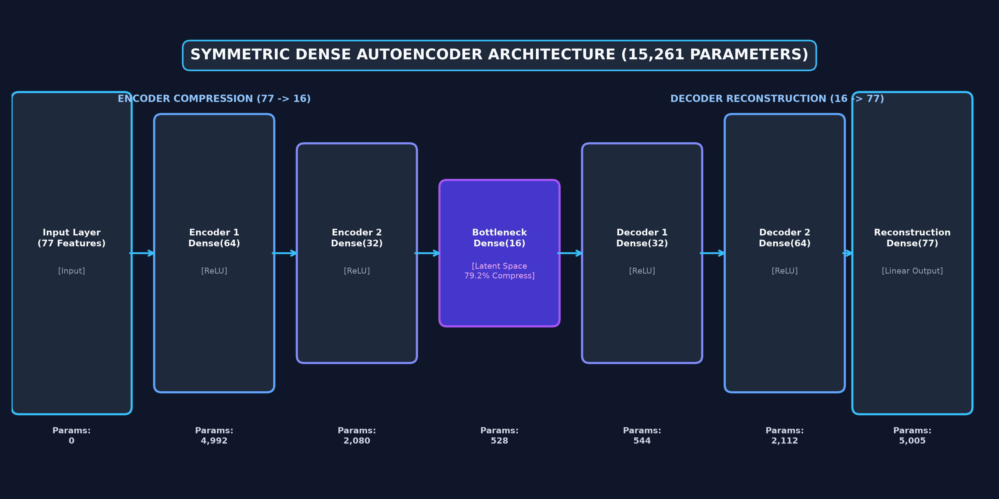 SYMMETRIC DENSE AUTOENCODER ARCHITECTURE (15,261 PARAMETERS)
ENCODER COMPRESSION (77 -> 16)
DECODER RECONSTRUCTION (16 -> 77)
Input Layer
(77 Features)
[Input]
Encoder 1
Dense(64)
[ReLU]
Encoder 2
Dense(32)
[ReLU]
Bottleneck
Dense(16)
[Latent Space
79.2% Compress]
Decoder 1
Dense(32)
[ReLU]
Decoder 2
Dense(64)
[ReLU]
Reconstruction
Dense(77)
[Linear Output]
Params:
0
Params:
4,992
Params:
2,080
Params:
528
Params:
544
Params:
2,112
Params:
5,005